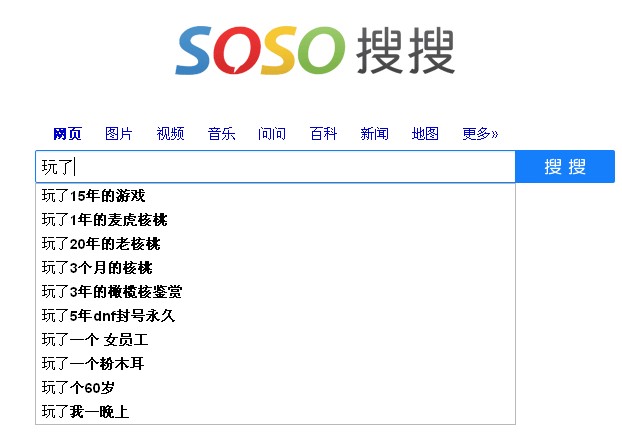 SOSO 搜搜
网页 图片 视频 音乐 问问 百科 新闻 地图 更多»
玩了 搜 搜
玩了15年的游戏
玩了1年的麦虎核桃
玩了20年的老核桃
玩了3个月的核桃
玩了3年的橄榄核鉴赏
玩了5年dnf封号永久
玩了一个 女员工
玩了一个粉木耳
玩了个60岁
玩了我一晚上